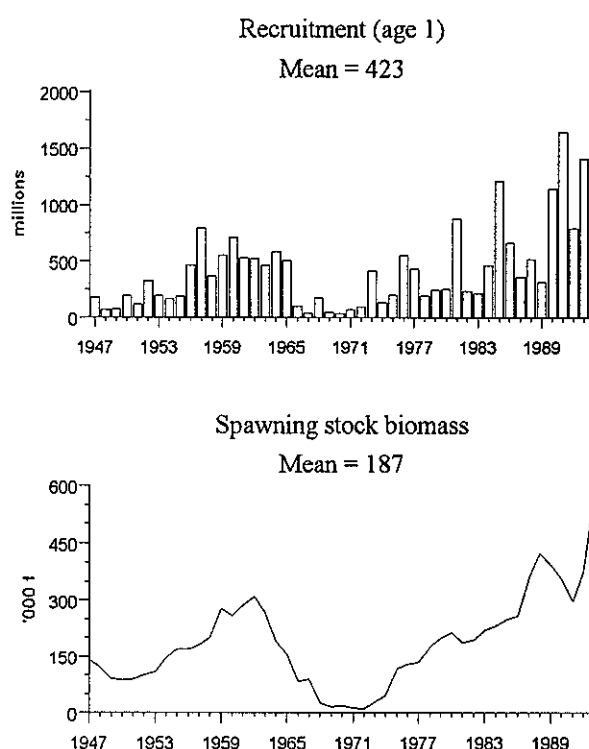 Recruitment (age 1)
Mean = 423
2000
1500
1000
500
0
millions
1947 1953 1959 1965 1971 1977 1983 1989
Spawning stock biomass
Mean = 187
600
450
300
150
0
'000 t
1947 1953 1959 1965 1971 1977 1983 1989